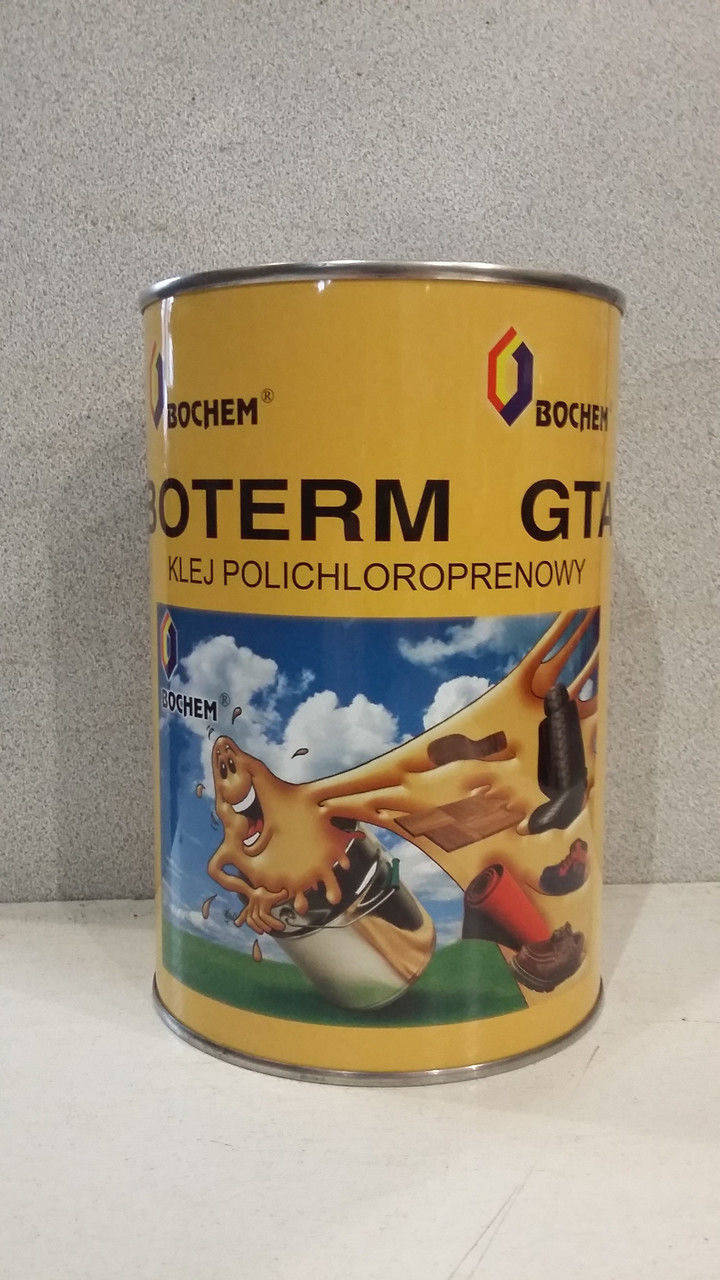 BOCHEM®
BOCHEM
BOTERM GTA
KLEJ POLICHLOROPRENOWY
BOCHEM®